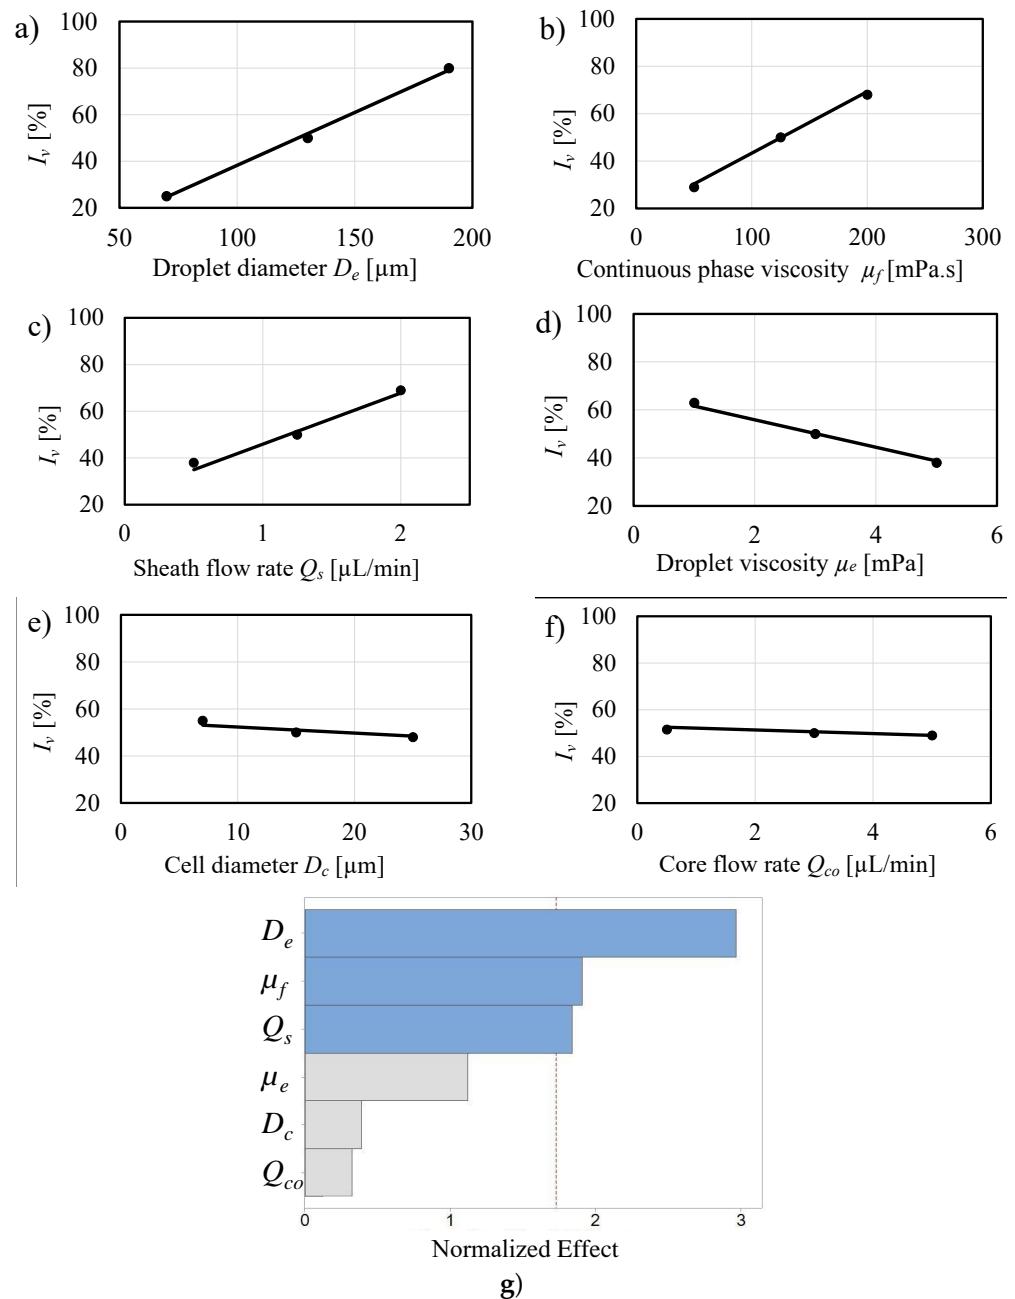 a)
100
80
60
40
20
I_v [%]
50 100 150 200
Droplet diameter D_e [µm]
b)
100
80
60
40
20
I_v [%]
0 100 200 300
Continuous phase viscosity μ_f [mPa.s]
c)
100
80
60
40
20
I_v [%]
0 1 2
Sheath flow rate Q_s [µL/min]
d)
100
80
60
40
20
I_v [%]
0 2 4 6
Droplet viscosity μ_e [mPa]
e)
100
80
60
40
20
I_v [%]
0 10 20 30
Cell diameter D_c [µm]
f)
100
80
60
40
20
I_v [%]
0 2 4 6
Core flow rate Q_co [µL/min]
D_e
μ_f
Q_s
μ_e
D_c
Q_co
0 1 2 3
Normalized Effect
g)